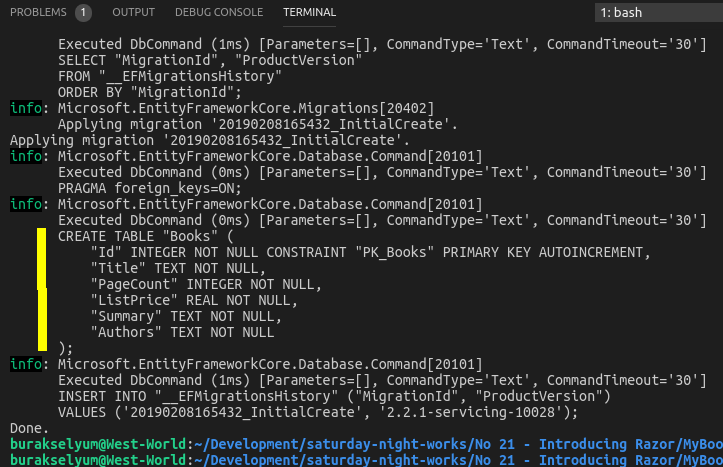 PROBLEMS 1 OUTPUT DEBUG CONSOLE TERMINAL 1: bash
Executed DbCommand (1ms) [Parameters=[], CommandType='Text', CommandTimeout='30']
SELECT "MigrationId", "ProductVersion"
FROM "__EFMigrationsHistory"
ORDER BY "MigrationId";
info: Microsoft.EntityFrameworkCore.Migrations[20402]
Applying migration '20190208165432_InitialCreate'.
Applying migration '20190208165432_InitialCreate'.
info: Microsoft.EntityFrameworkCore.Database.Command[20101]
Executed DbCommand (0ms) [Parameters=[], CommandType='Text', CommandTimeout='30']
PRAGMA foreign_keys=ON;
info: Microsoft.EntityFrameworkCore.Database.Command[20101]
Executed DbCommand (0ms) [Parameters=[], CommandType='Text', CommandTimeout='30']
CREATE TABLE "Books" (
"Id" INTEGER NOT NULL CONSTRAINT "PK_Books" PRIMARY KEY AUTOINCREMENT,
"Title" TEXT NOT NULL,
"PageCount" INTEGER NOT NULL,
"ListPrice" REAL NOT NULL,
"Summary" TEXT NOT NULL,
"Authors" TEXT NOT NULL
);
info: Microsoft.EntityFrameworkCore.Database.Command[20101]
Executed DbCommand (1ms) [Parameters=[], CommandType='Text', CommandTimeout='30']
INSERT INTO "__EFMigrationsHistory" ("MigrationId", "ProductVersion")
VALUES ('20190208165432_InitialCreate', '2.2.1-servicing-10028');
Done.
burakselyum@West-World:~/Development/saturday-night-works/No 21 - Introducing Razor/MyBoo
burakselyum@West-World:~/Development/saturday-night-works/No 21 - Introducing Razor/MyBoo